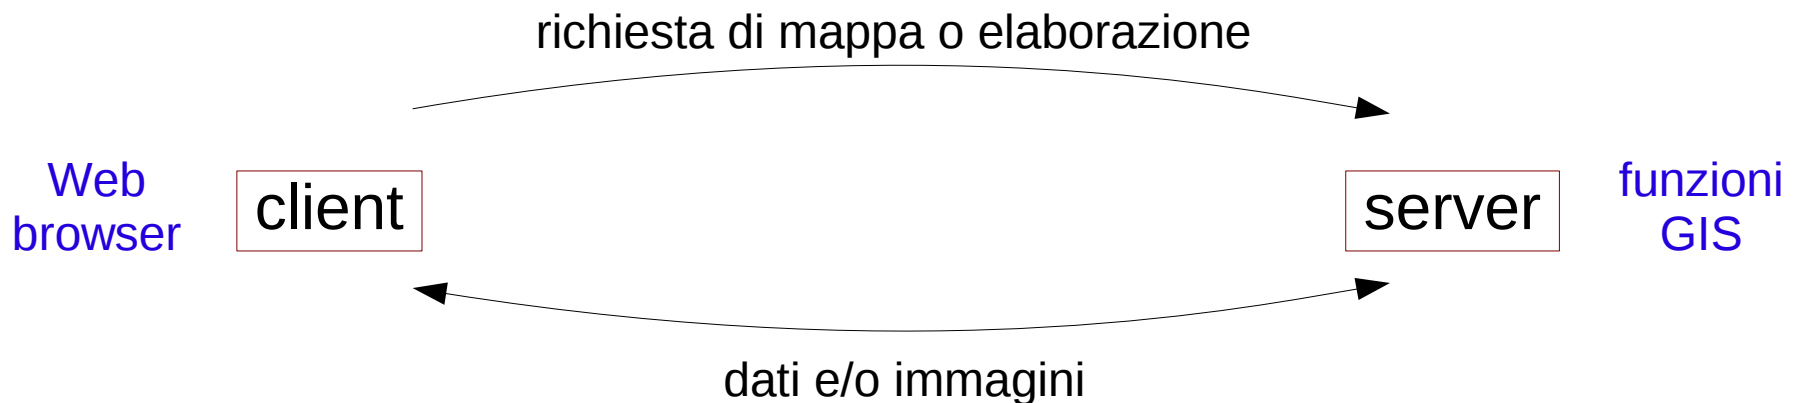 richiesta di mappa o elaborazione
Web
browser
client
server
funzioni
GIS
dati e/o immagini